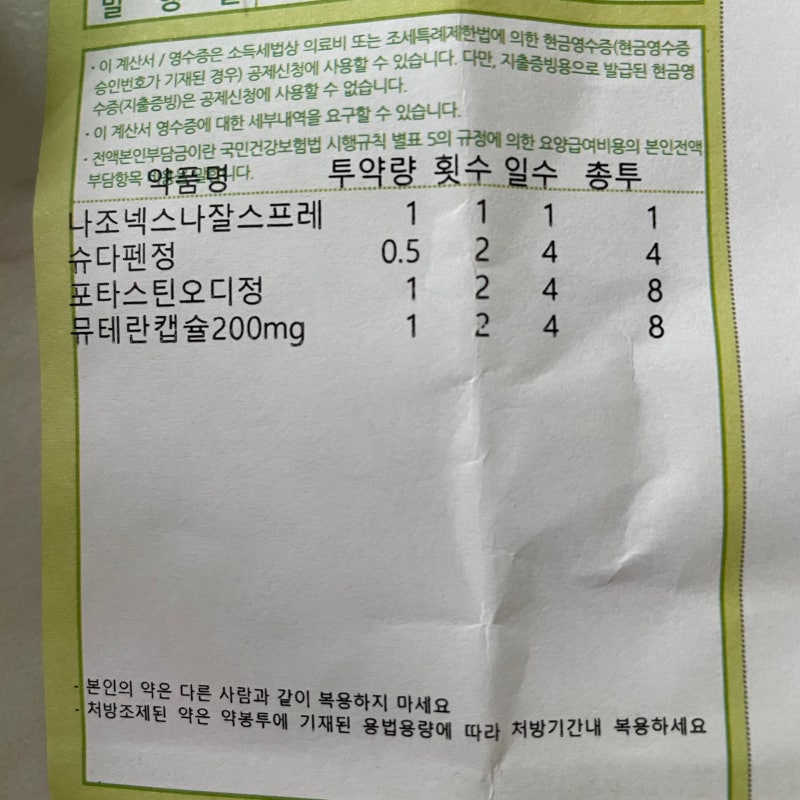 · 이 계산서 / 영수증은 소득세법상 의료비 또는 조세특례제한법에 의한 현금영수증(현금영수증
승인번호가 기재된 경우) 공제신청에 사용할 수 있습니다. 다만, 지출증빙용으로 발급된 현금영
수증(지출증빙)은 공제신청에 사용할 수 없습니다.
· 이 계산서 영수증에 대한 세부내역을 요구할 수 있습니다.
· 전액본인부담금이란 국민건강보험법 시행규칙 별표 5의 규정에 의한 요양급여비용의 본인전액
부담항목
약품명 투약량 횟수 일수 총투
나조넥스나잘스프레 1 1 1 1
슈다펜정 0.5 2 4 4
포타스틴오디정 1 2 4 8
뮤테란캡슐200mg 1 2 4 8
- 본인의 약은 다른 사람과 같이 복용하지 마세요
- 처방조제된 약은 약봉투에 기재된 용법용량에 따라 처방기간내 복용하세요